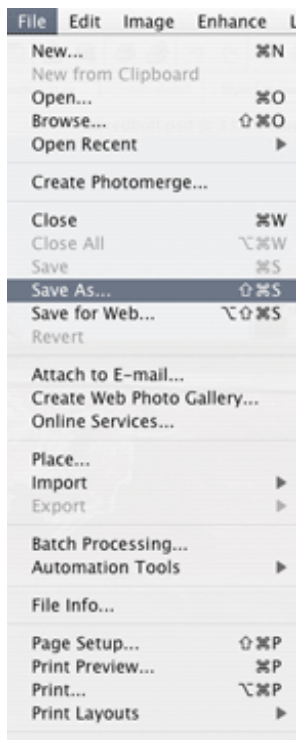 File Edit Image Enhance
New... ⌘N
New from Clipboard
Open... ⌘O
Browse... ⇧⌘O
Open Recent ▶
Create Photomerge...
Close ⌘W
Close All ⌥⌘W
Save ⌘S
Save As... ⇧⌘S
Save for Web... ⌥⇧⌘S
Revert
Attach to E-mail...
Create Web Photo Gallery...
Online Services...
Place...
Import ▶
Export ▶
Batch Processing...
Automation Tools ▶
File Info...
Page Setup... ⇧⌘P
Print Preview... ⌘P
Print... ⌥⌘P
Print Layouts ▶